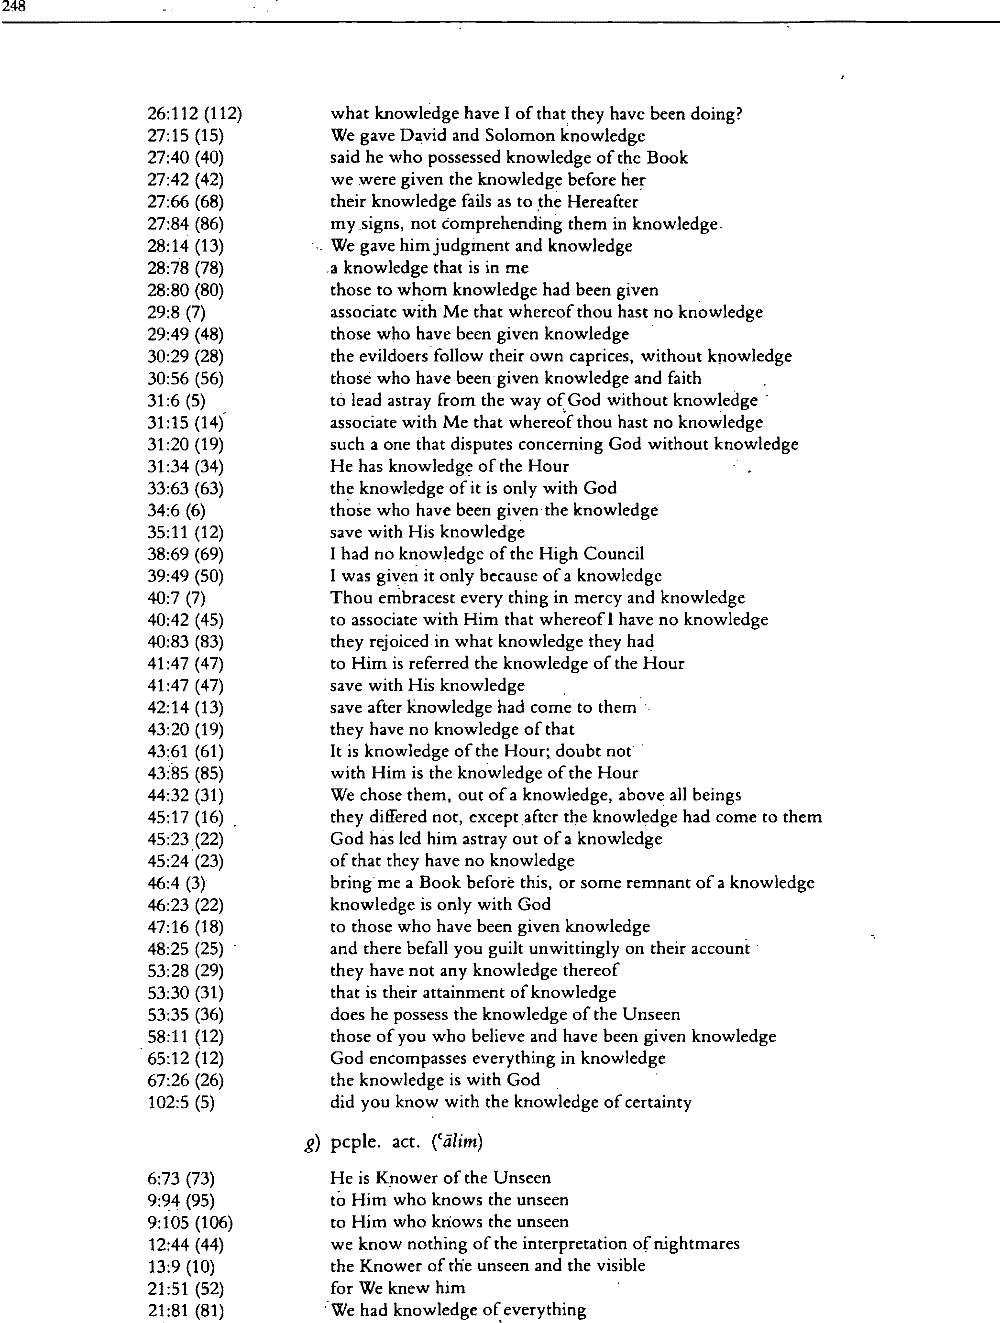 248
26:112 (112) what knowledge have I of that they have been doing?
27:15 (15) We gave David and Solomon knowledge
27:40 (40) said he who possessed knowledge of the Book
27:42 (42) we were given the knowledge before her
27:66 (68) their knowledge fails as to the Hereafter
27:84 (86) my signs, not comprehending them in knowledge
28:14 (13) We gave him judgment and knowledge
28:78 (78) a knowledge that is in me
28:80 (80) those to whom knowledge had been given
29:8 (7) associate with Me that whereof thou hast no knowledge
29:49 (48) those who have been given knowledge
30:29 (28) the evildoers follow their own caprices, without knowledge
30:56 (56) those who have been given knowledge and faith
31:6 (5) to lead astray from the way of God without knowledge
31:15 (14) associate with Me that whereof thou hast no knowledge
31:20 (19) such a one that disputes concerning God without knowledge
31:34 (34) He has knowledge of the Hour
33:63 (63) the knowledge of it is only with God
34:6 (6) those who have been given the knowledge
35:11 (12) save with His knowledge
38:69 (69) I had no knowledge of the High Council
39:49 (50) I was given it only because of a knowledge
40:7 (7) Thou embracest every thing in mercy and knowledge
40:42 (45) to associate with Him that whereof I have no knowledge
40:83 (83) they rejoiced in what knowledge they had
41:47 (47) to Him is referred the knowledge of the Hour
41:47 (47) save with His knowledge
42:14 (13) save after knowledge had come to them
43:20 (19) they have no knowledge of that
43:61 (61) It is knowledge of the Hour; doubt not
43:85 (85) with Him is the knowledge of the Hour
44:32 (31) We chose them, out of a knowledge, above all beings
45:17 (16) they differed not, except after the knowledge had come to them
45:23 (22) God has led him astray out of a knowledge
45:24 (23) of that they have no knowledge
46:4 (3) bring me a Book before this, or some remnant of a knowledge
46:23 (22) knowledge is only with God
47:16 (18) to those who have been given knowledge
48:25 (25) and there befall you guilt unwittingly on their account
53:28 (29) they have not any knowledge thereof
53:30 (31) that is their attainment of knowledge
53:35 (36) does he possess the knowledge of the Unseen
58:11 (12) those of you who believe and have been given knowledge
65:12 (12) God encompasses everything in knowledge
67:26 (26) the knowledge is with God
102:5 (5) did you know with the knowledge of certainty
g) pcple. act. (ʿālim)
6:73 (73) He is Knower of the Unseen
9:94 (95) to Him who knows the unseen
9:105 (106) to Him who knows the unseen
12:44 (44) we know nothing of the interpretation of nightmares
13:9 (10) the Knower of the unseen and the visible
21:51 (52) for We knew him
21:81 (81) We had knowledge of everything